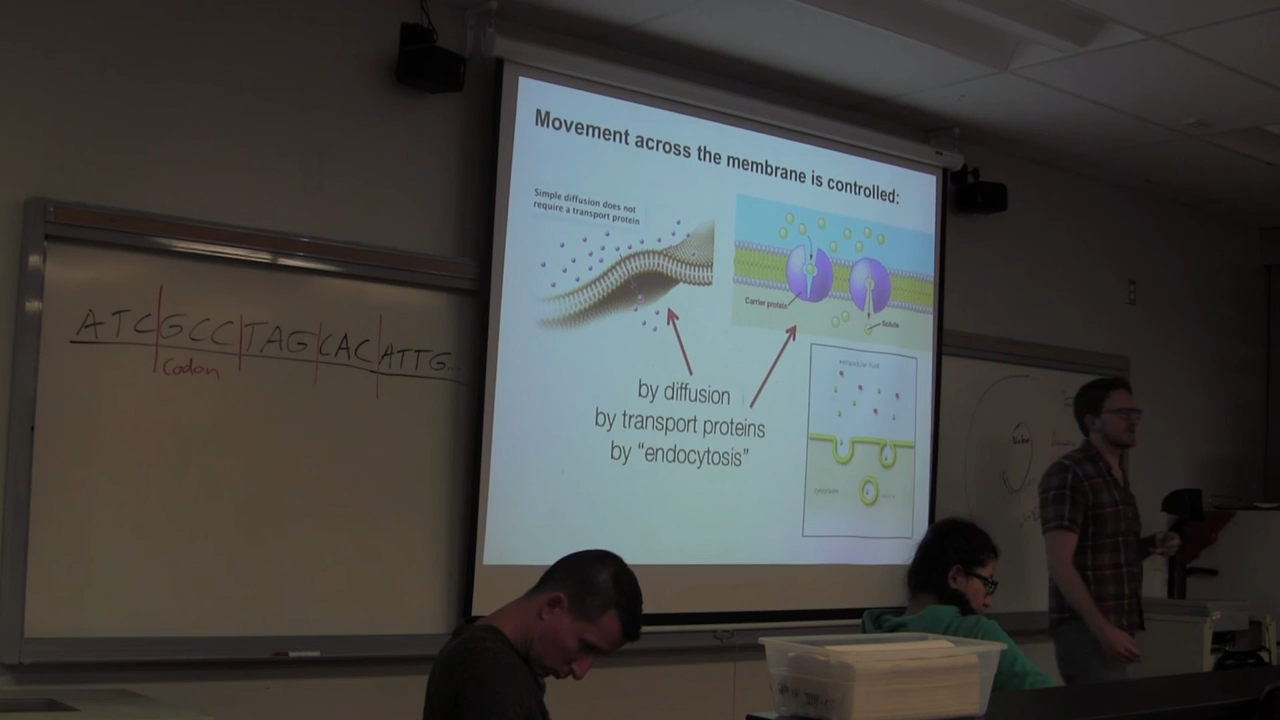 Movement across the membrane is controlled:
Simple diffusion does not
require a transport protein
Carrier protein
Solute
by diffusion
by transport proteins
by "endocytosis"
extracellular fluid
cytoplasm
ATCGCCTAGCACATTG...
Codon